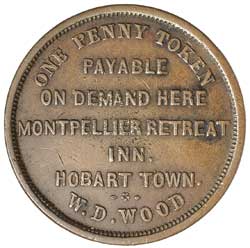 ONE PENNY TOKEN
PAYABLE
ON DEMAND HERE
MONTPELLIER RETREAT
INN.
HOBART TOWN.
W.D.WOOD